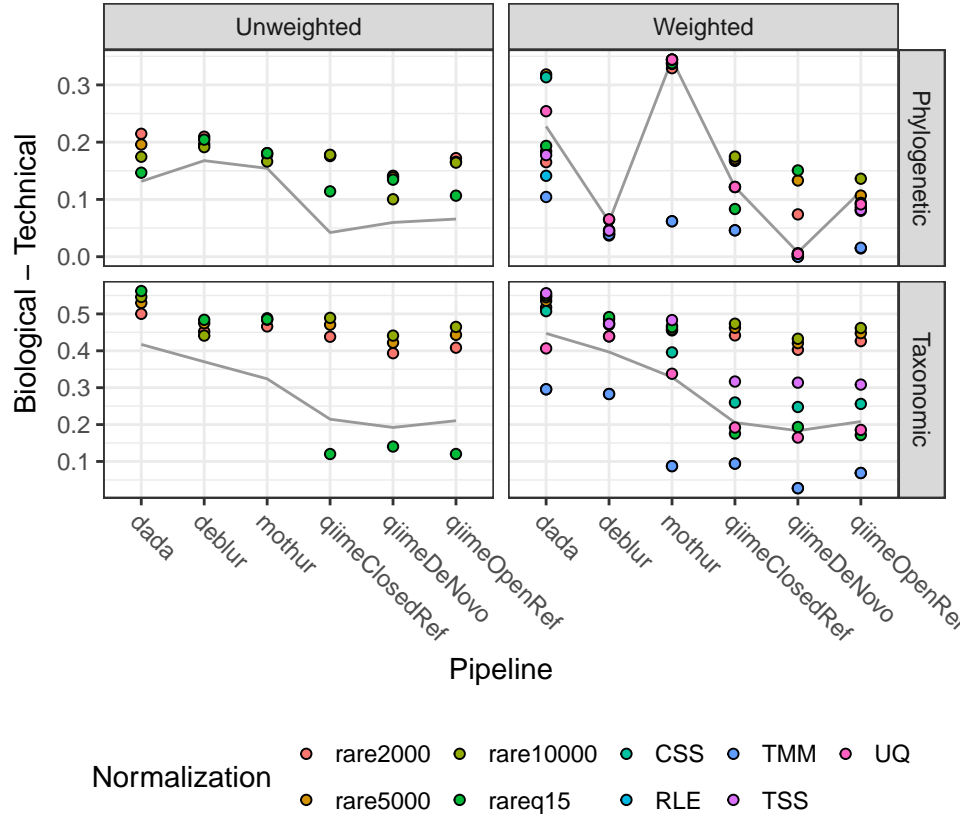 Unweighted
Weighted
Biological − Technical
0.3
0.2
0.1
0.0
Phylogenetic
0.5
0.4
0.3
0.2
0.1
Taxonomic
dada
deblur
mothur
qiimeClosedRef
qiimeDeNovo
qiimeOpenRef
dada
deblur
mothur
qiimeClosedRef
qiimeDeNovo
qiimeOpenRef
Pipeline
Normalization
rare2000
rare10000
CSS
TMM
UQ
rare5000
rareq15
RLE
TSS